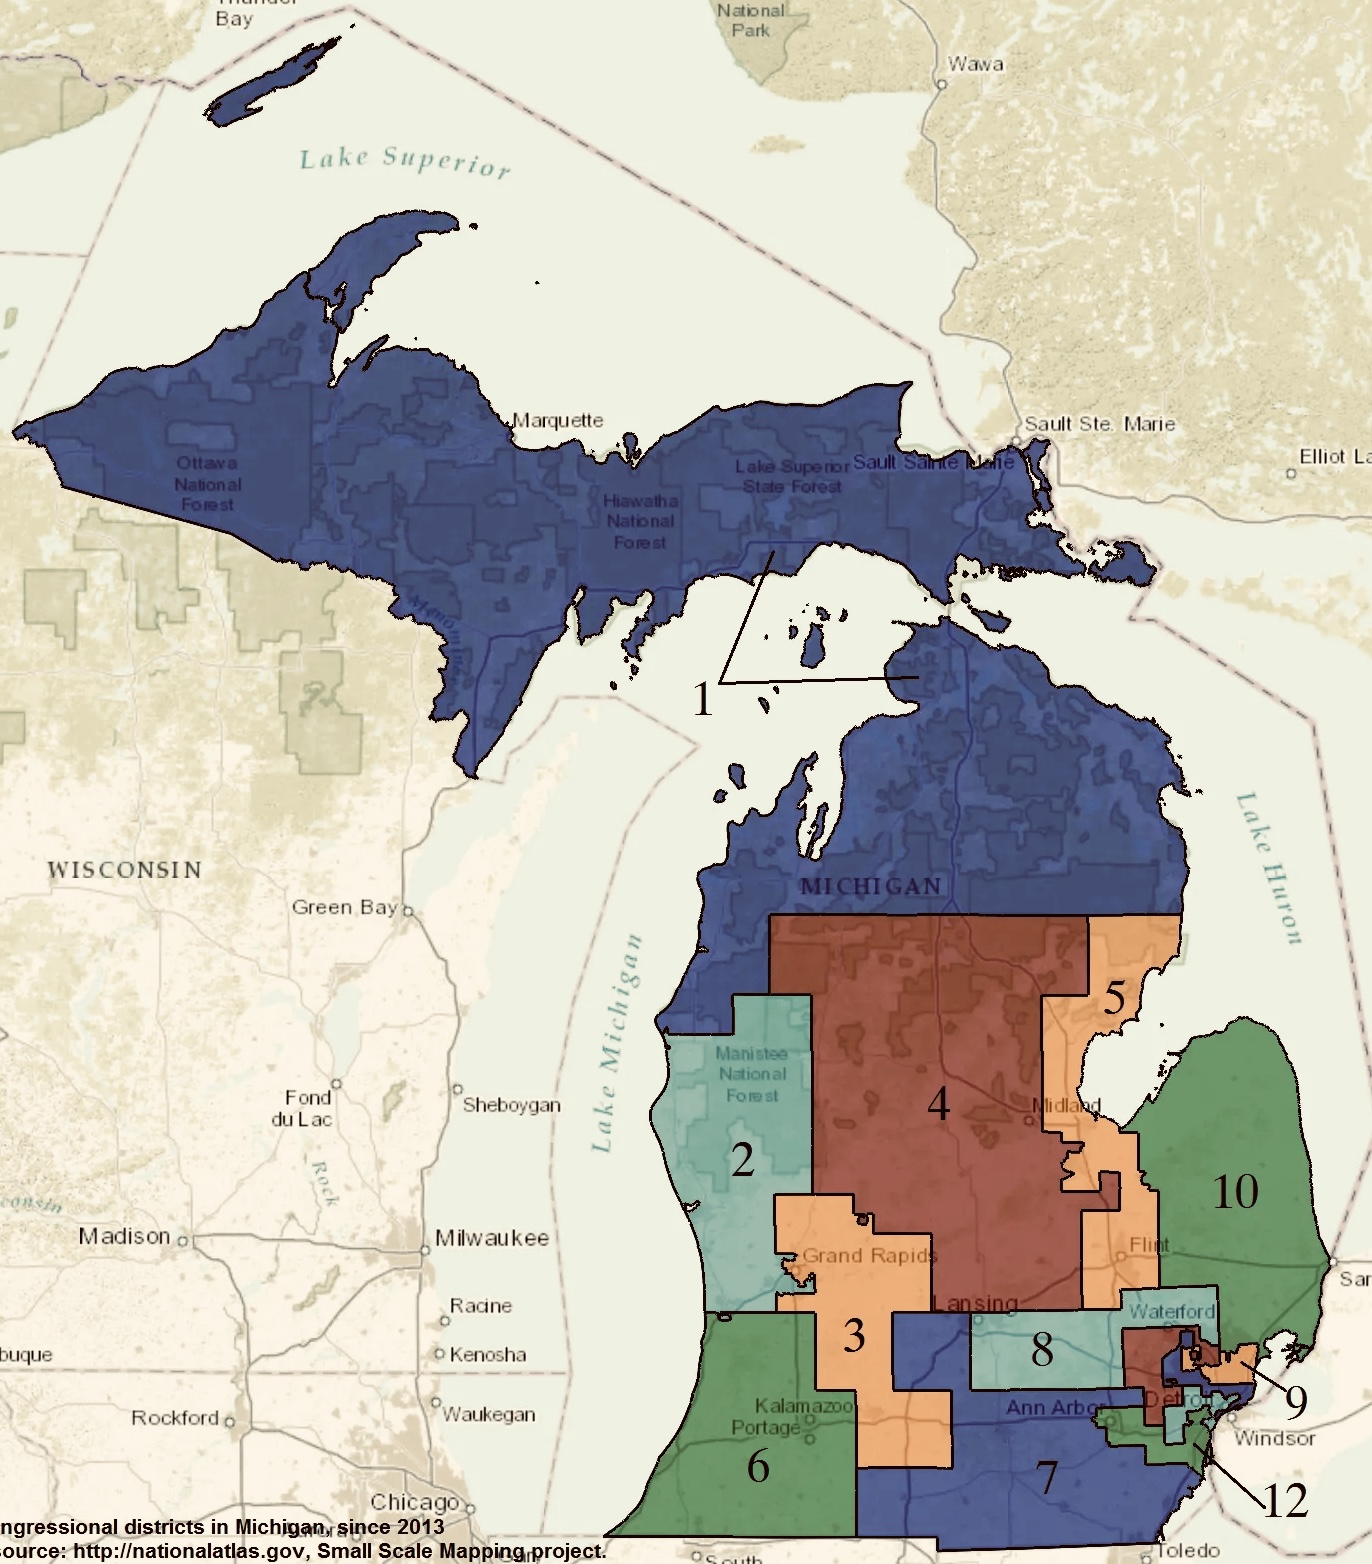 Bay
National
Park
Wawa
Lake Superior
Marquette
Sault Ste. Marie
Elliot La
Ottawa
National
Forest
Lake Superior
State Forest
Sault Sainte Marie
Hiawatha
National
Forest
1
Lake Huron
WISCONSIN
MICHIGAN
Green Bay
Lake Michigan
5
Manistee
National
Forest
Fond
du Lac
Sheboygan
4
Midland
2
Rock
consin
10
Madison
Milwaukee
Grand Rapids
Flint
Sar
Racine
Lansing
Waterford
buque
Kenosha
3
8
9
Rockford
Waukegan
Kalamazoo
Portage
Ann Arbor
Detroit
Windsor
6
7
12
Chicago
ngressional districts in Michigan, since 2013
source: http://nationalatlas.gov, Small Scale Mapping project.
South
Toledo